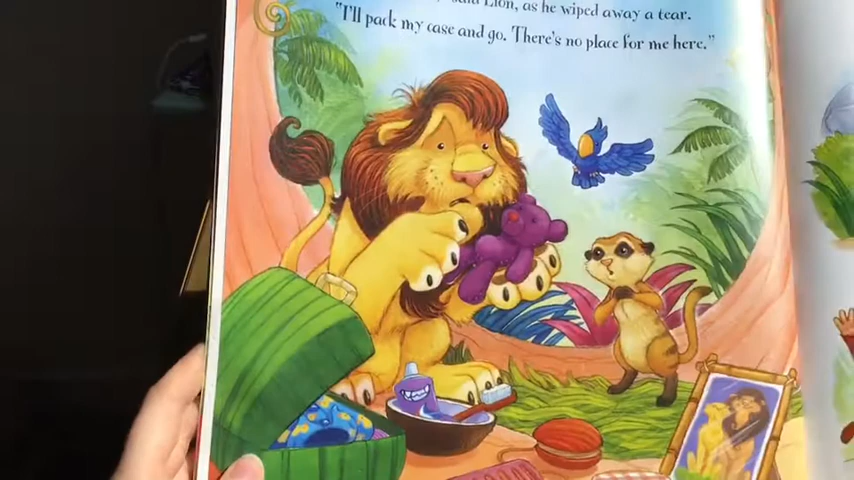 said Lion, as he wiped away a tear.
"I'll pack my case and go. There's no place for me here."